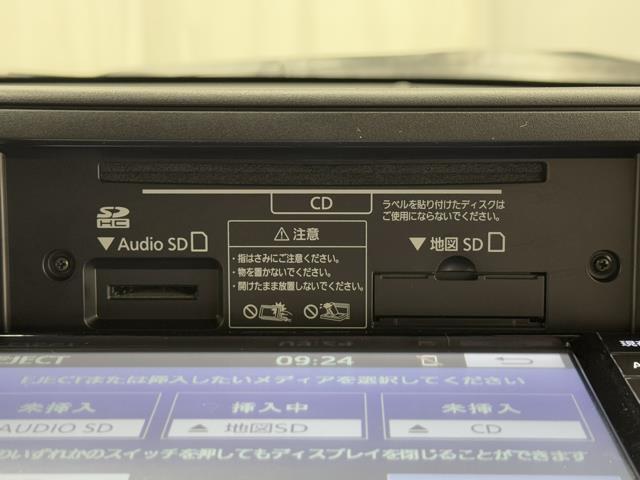 CD
ラベルを貼り付けたディスクは
ご使用にならないでください。
SD
HC
▼Audio SD
⚠注意
・指はさみにご注意ください。
・物を置かないでください。
・開けたまま放置しないでください。
▼地図 SD
EJECT
09:24
EJECTまたは挿入したいメディアを選択してください
未挿入
挿入中
未挿入
AUDIO SD
地図SD
CD
のいずれかのスイッチを押してもディスプレイを閉じることができます